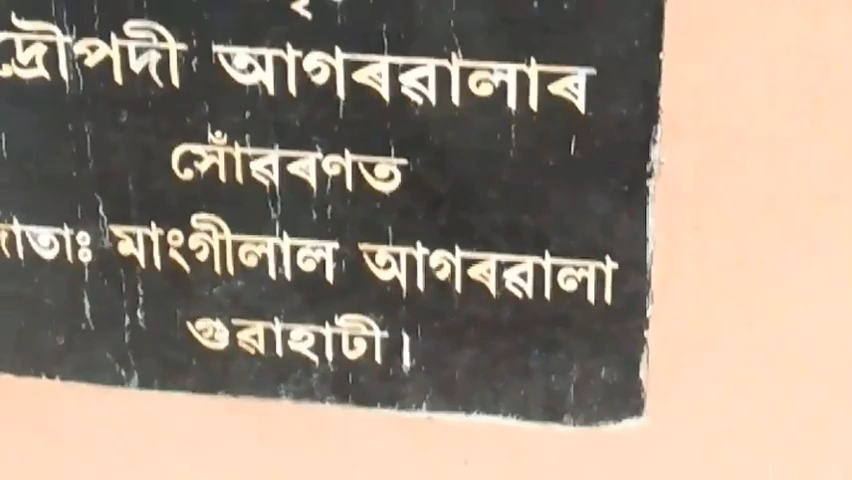 দ্ৰৌপদী আগৰৱালাৰ
সোঁৱৰণত
মাংগীলাল আগৰৱালা
গুৱাহাটী।